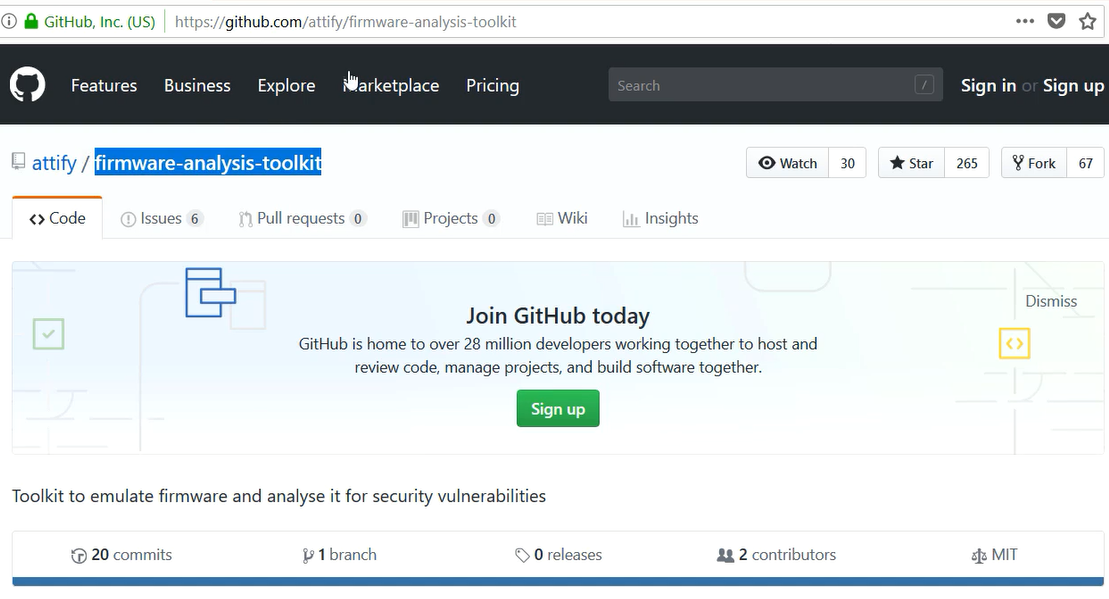 GitHub, Inc. (US) https://github.com/attify/firmware-analysis-toolkit
Features Business Explore Marketplace Pricing Search / Sign in or Sign up
attify / firmware-analysis-toolkit Watch 30 Star 265 Fork 67
Code Issues 6 Pull requests 0 Projects 0 Wiki Insights
Dismiss
Join GitHub today
GitHub is home to over 28 million developers working together to host and
review code, manage projects, and build software together.
Sign up
Toolkit to emulate firmware and analyse it for security vulnerabilities
20 commits 1 branch 0 releases 2 contributors MIT